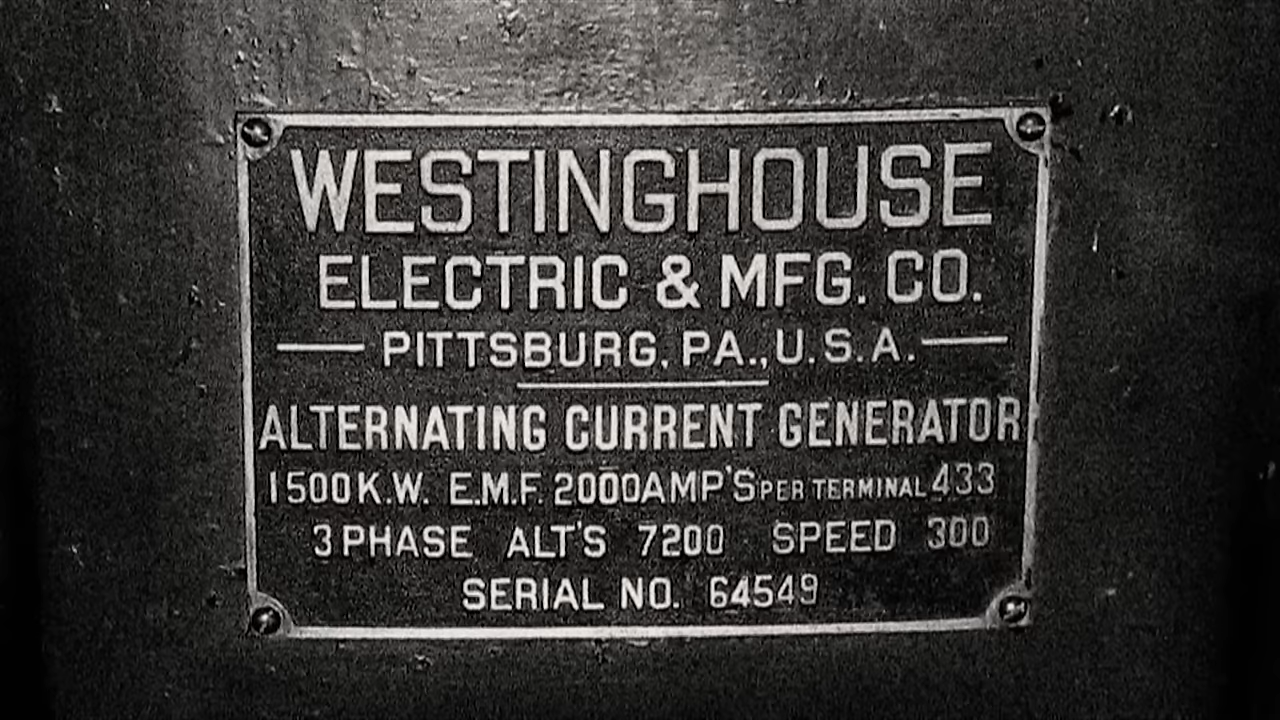 WESTINGHOUSE
ELECTRIC & MFG. CO.
PITTSBURG, PA., U.S.A.
ALTERNATING CURRENT GENERATOR
1500 K.W. E.M.F. 2000 AMP'S PER TERMINAL 433
3 PHASE ALT'S 7200 SPEED 300
SERIAL NO. 64549